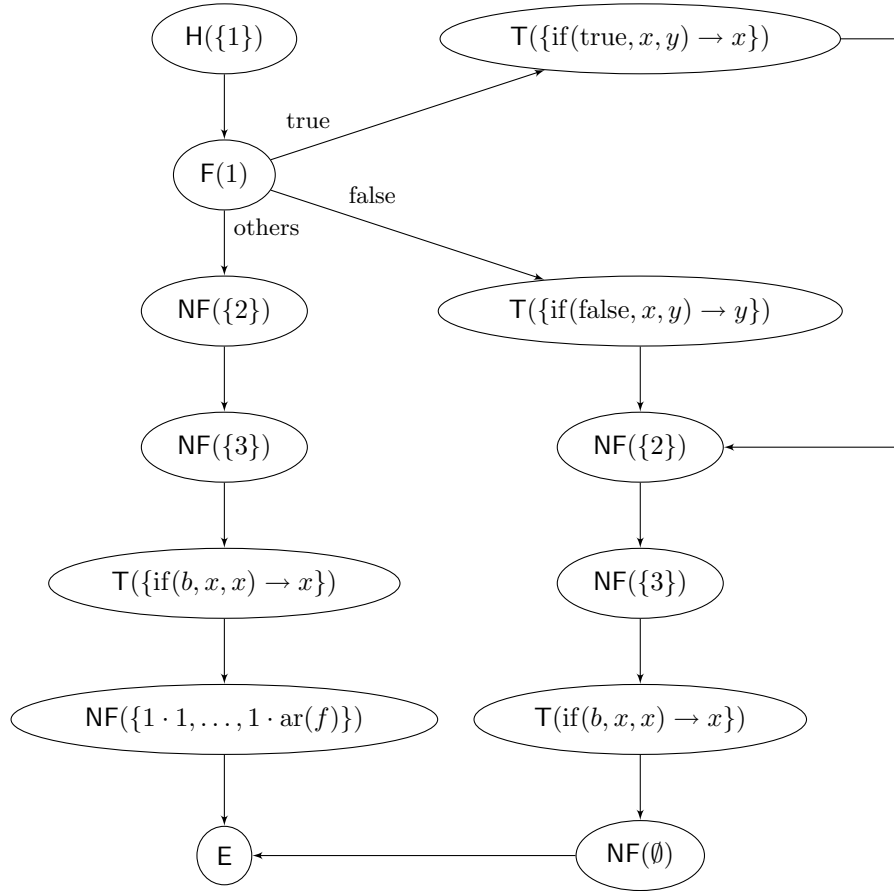 H({1})
T({if(true, x, y) → x})
true
F(1)
false
others
NF({2})
T({if(false, x, y) → y})
NF({3})
NF({2})
T({if(b, x, x) → x})
NF({3})
NF({1 · 1, . . . , 1 · ar(f)})
T(if(b, x, x) → x})
E
NF(∅)